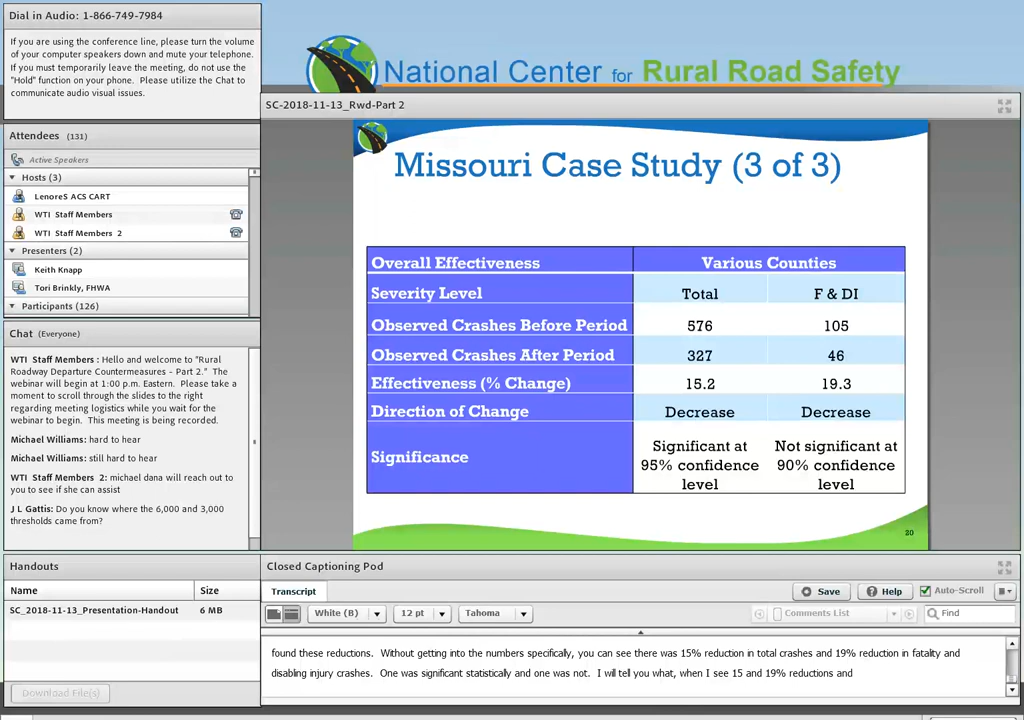 Dial in Audio: 1-866-749-7984
If you are using the conference line, please turn the volume
of your computer speakers down and mute your telephone.
If you must temporarily leave the meeting, do not use the
"Hold" function on your phone.  Please utilize the Chat to
communicate audio visual issues.
National Center for Rural Road Safety
Attendees (131)
Active Speakers
Hosts (3)
LenoreS ACS CART
WTI Staff Members
WTI Staff Members 2
Presenters (2)
Keith Knapp
Tori Brinkly, FHWA
Participants (126)
Chat (Everyone)
WTI Staff Members : Hello and welcome to "Rural
Roadway Departure Countermeasures - Part 2."  The
webinar will begin at 1:00 p.m. Eastern.  Please take a
moment to scroll through the slides to the right
regarding meeting logistics while you wait for the
webinar to begin.  This meeting is being recorded.
Michael Williams: hard to hear
Michael Williams: still hard to hear
WTI Staff Members 2: michael dana will reach out to
you to see if she can assist
J L Gattis: Do you know where the 6,000 and 3,000
thresholds came from?
Handouts
Name Size
SC_2018-11-13_Presentation-Handout 6 MB
Download File(s)
SC-2018-11-13_Rwd-Part 2
Missouri Case Study (3 of 3)
Overall Effectiveness Various Counties
Severity Level Total F & DI
Observed Crashes Before Period 576 105
Observed Crashes After Period 327 46
Effectiveness (% Change) 15.2 19.3
Direction of Change Decrease Decrease
Significance Significant at 95% confidence level Not significant at 90% confidence level
20
Closed Captioning Pod
Transcript Save Help Auto-Scroll
White (B) 12 pt Tahoma Comments List Find
found these reductions.  Without getting into the numbers specifically, you can see there was 15% reduction in total crashes and 19% reduction in fatality and
disabling injury crashes.  One was significant statistically and one was not.  I will tell you what, when I see 15 and 19% reductions and